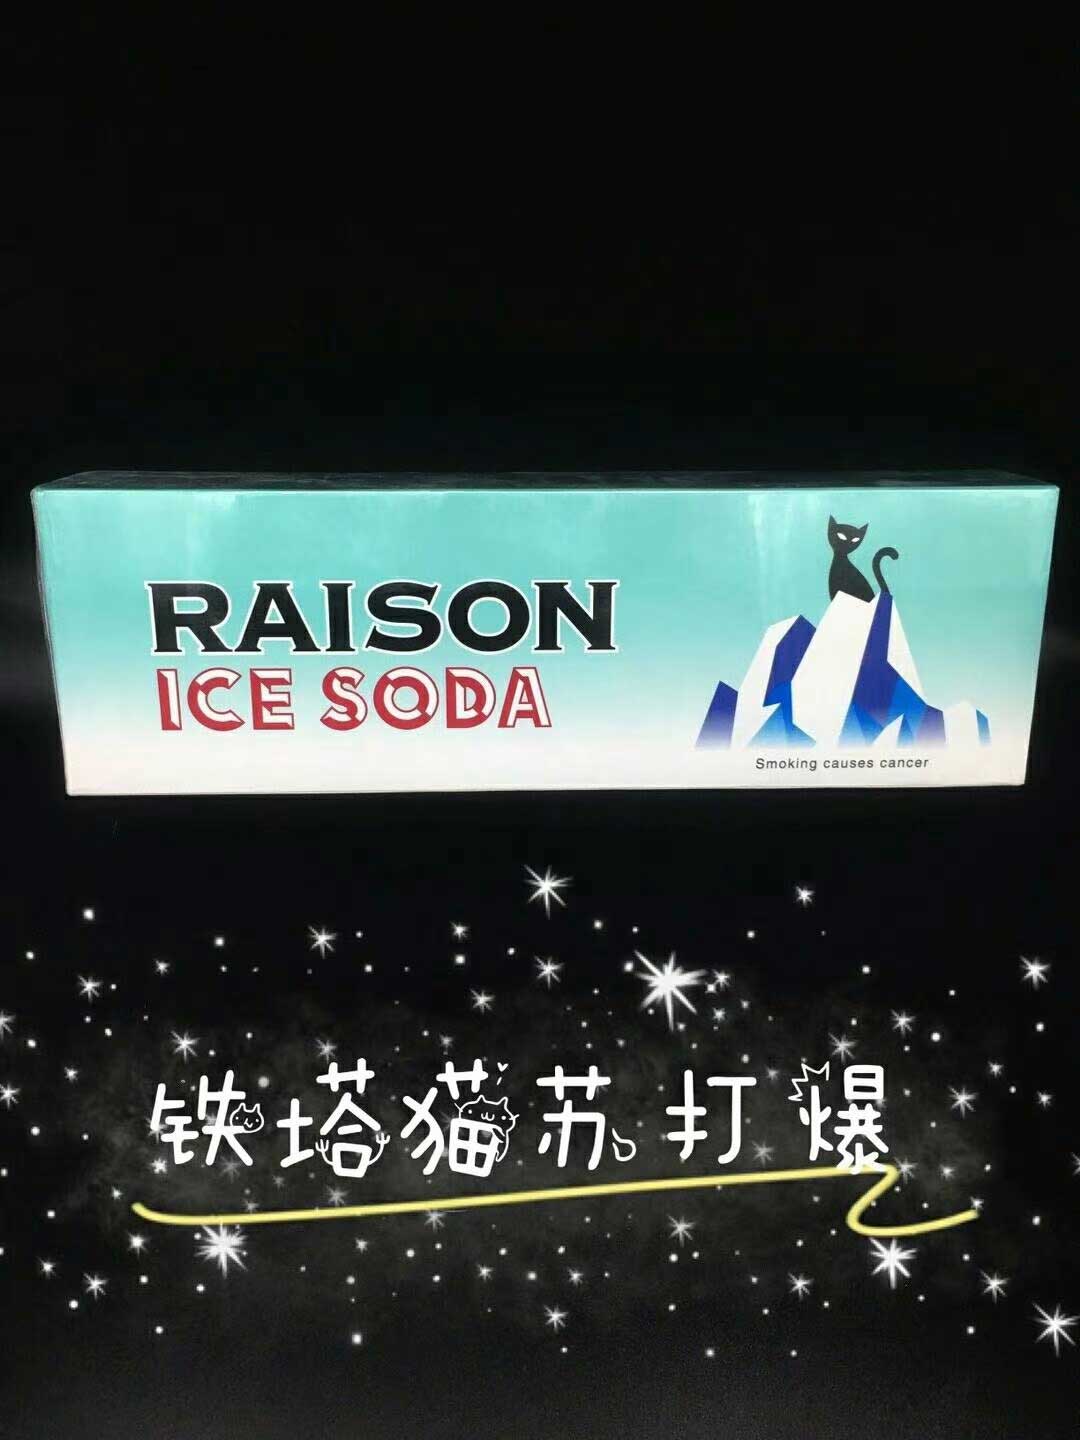 RAISON
ICE SODA
Smoking causes cancer
铁塔猫苏打爆